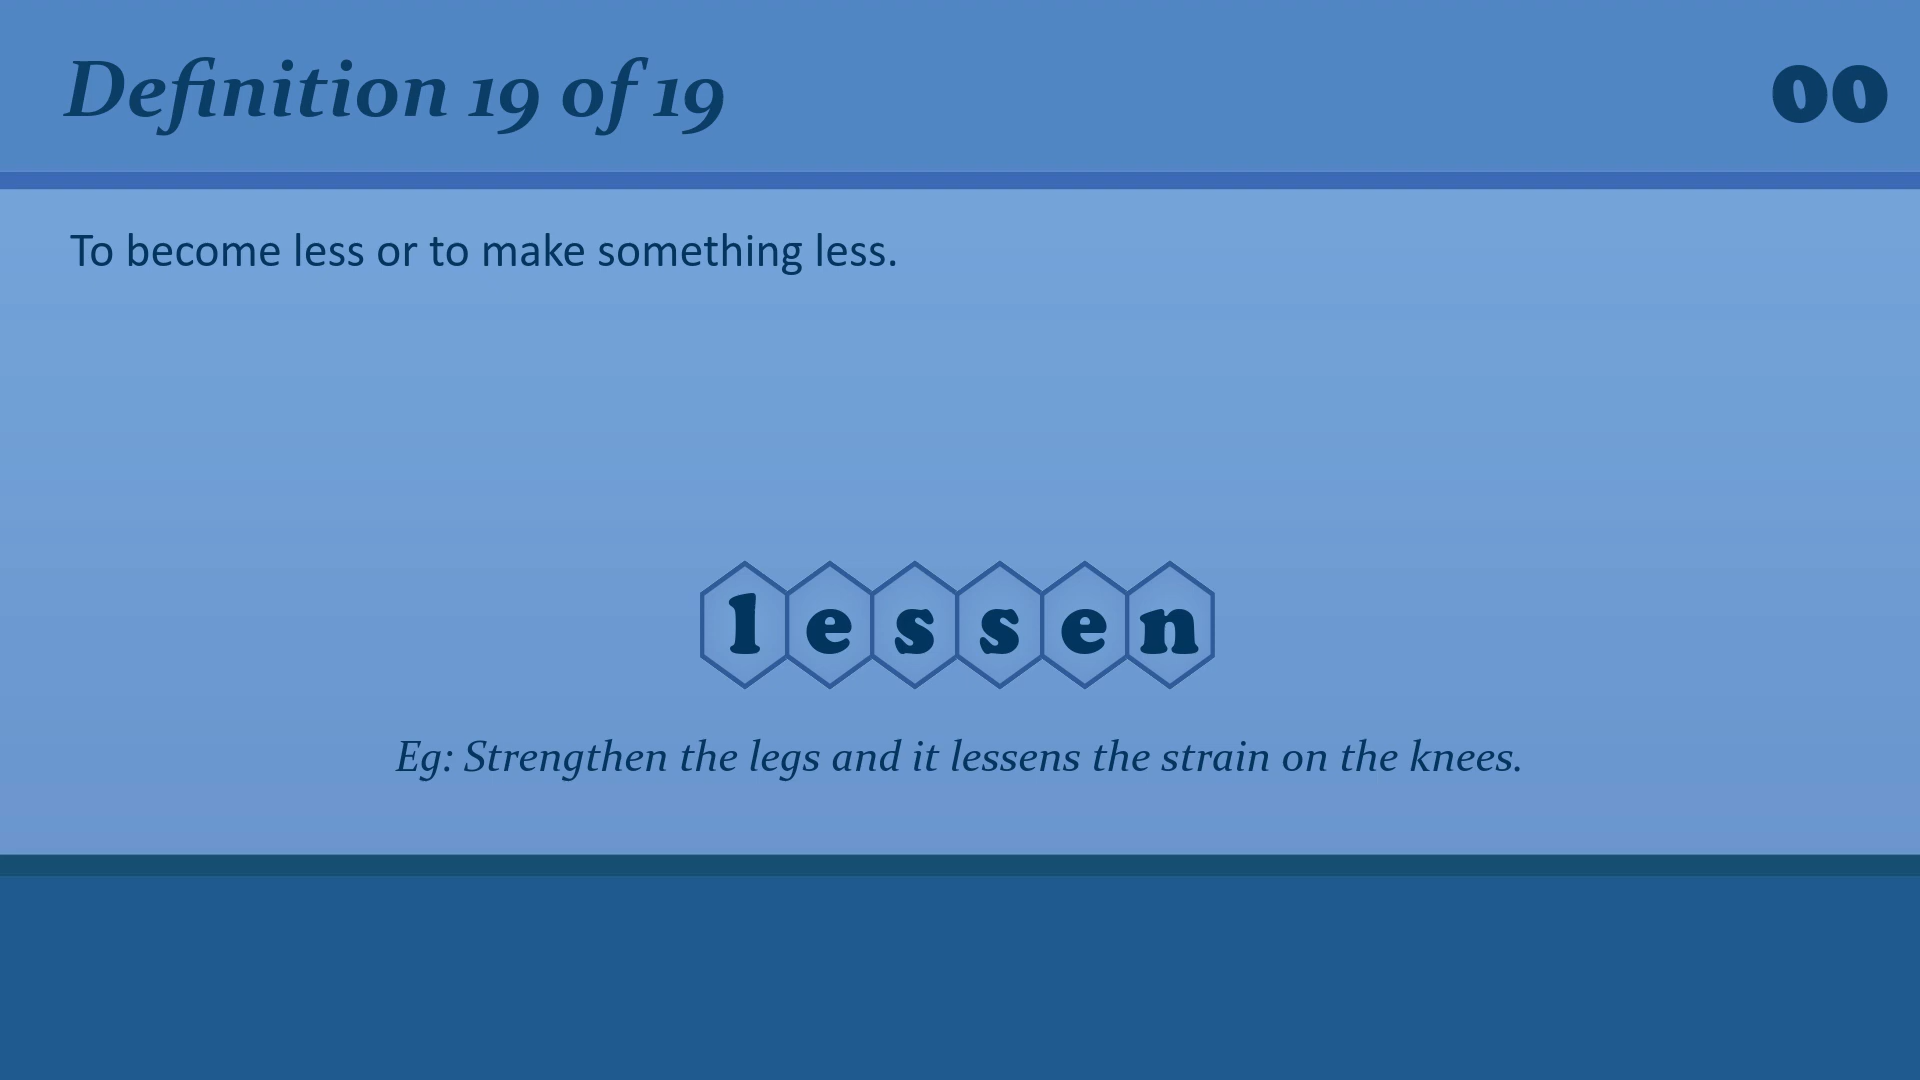 Definition 19 of 19
00
To become less or to make something less.
lessen
Eg: Strengthen the legs and it lessens the strain on the knees.